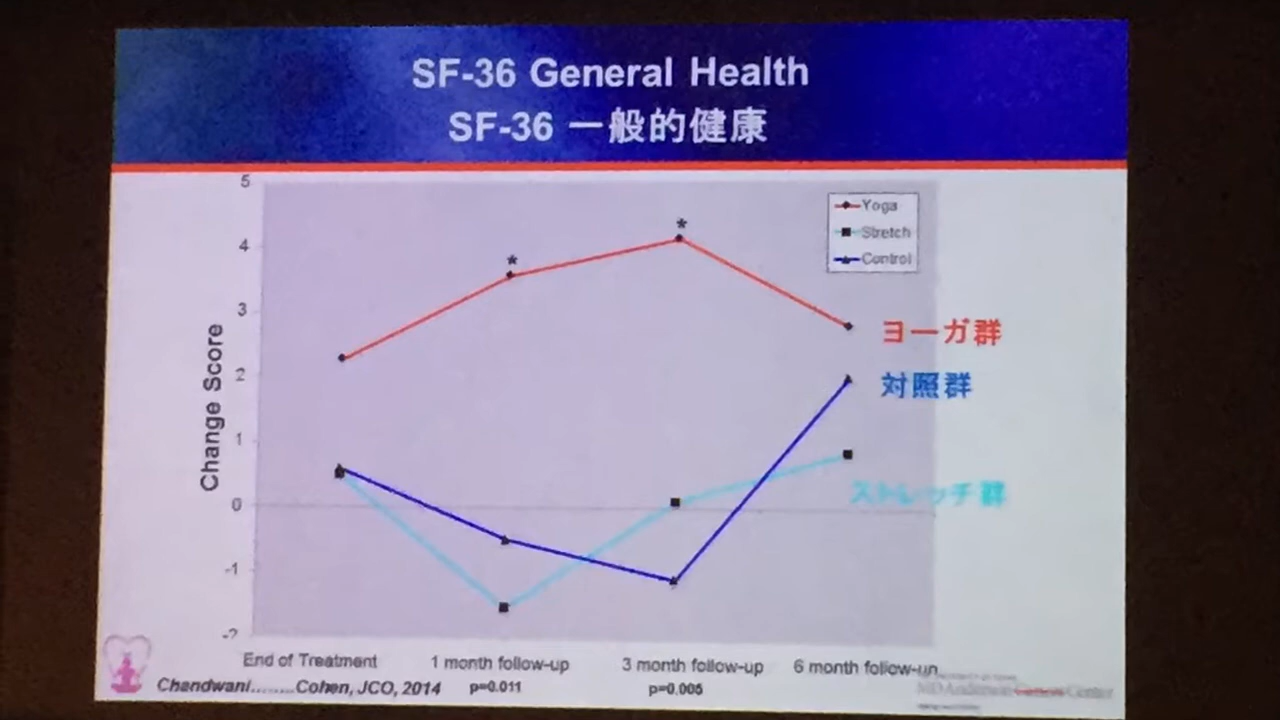 SF-36 General Health
SF-36 一般的健康
Change Score
5
4
3
2
1
0
-1
-2
Yoga
Stretch
Control
ヨーガ群
対照群
ストレッチ群
End of Treatment
1 month follow-up
3 month follow-up
6 month follow-up
p=0.011
p=0.005
*
*
Chandwani........Cohen, JCO, 2014
MD Anderson Cancer Center